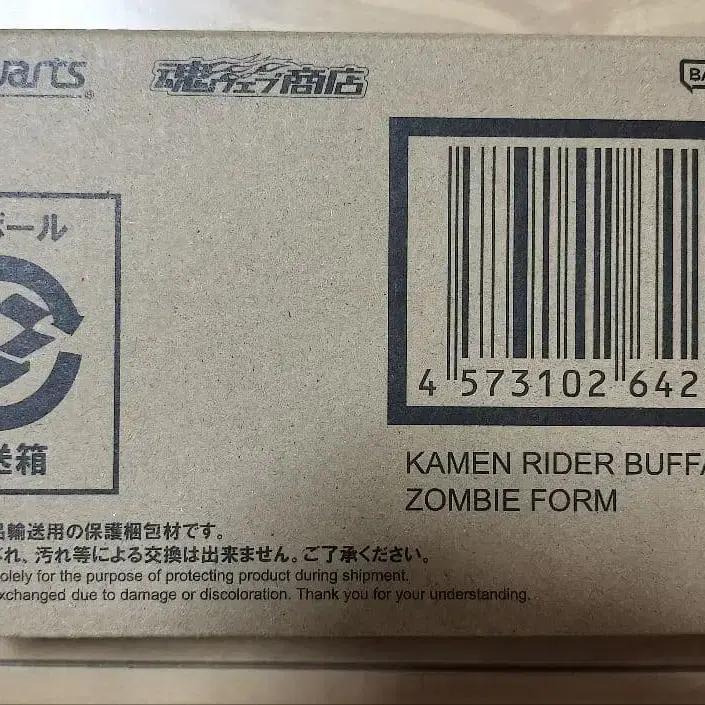 uarts®
魂ウェブ商店
BA
ボール
送箱
4 573102 642
KAMEN RIDER BUFFA
ZOMBIE FORM
品輸送用の保護梱包材です。
れ、汚れ等による交換は出来ません。ご了承ください。
olely for the purpose of protecting product during shipment.
xchanged due to damage or discoloration. Thank you for your understanding.